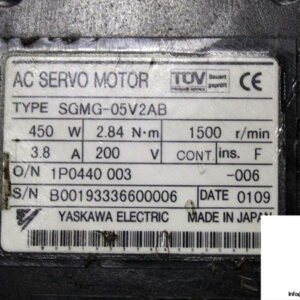 AC SERVO MOTOR TÜV CE
TYPE SGMG-05V2AB
450 W 2.84 N·m 1500 r/min
3.8 A 200 V CONT. ins. F
O/N 1P0440 003 -006
S/N B00193336600006 DATE 0109
YASKAWA ELECTRIC MADE IN JAPAN